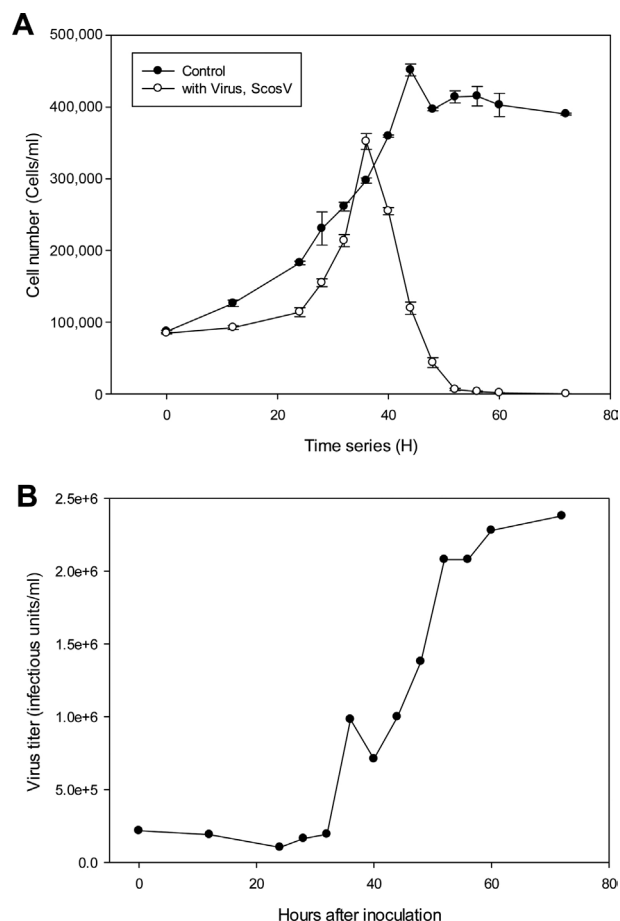 A
500,000
400,000
300,000
200,000
100,000
0
Cell number (Cells/ml)
Control
with Virus, ScosV
0 20 40 60 80
Time series (H)
B
2.5e+6
2.0e+6
1.5e+6
1.0e+6
5.0e+5
0.0
Virus titer (infectious units/ml)
0 20 40 60 80
Hours after inoculation